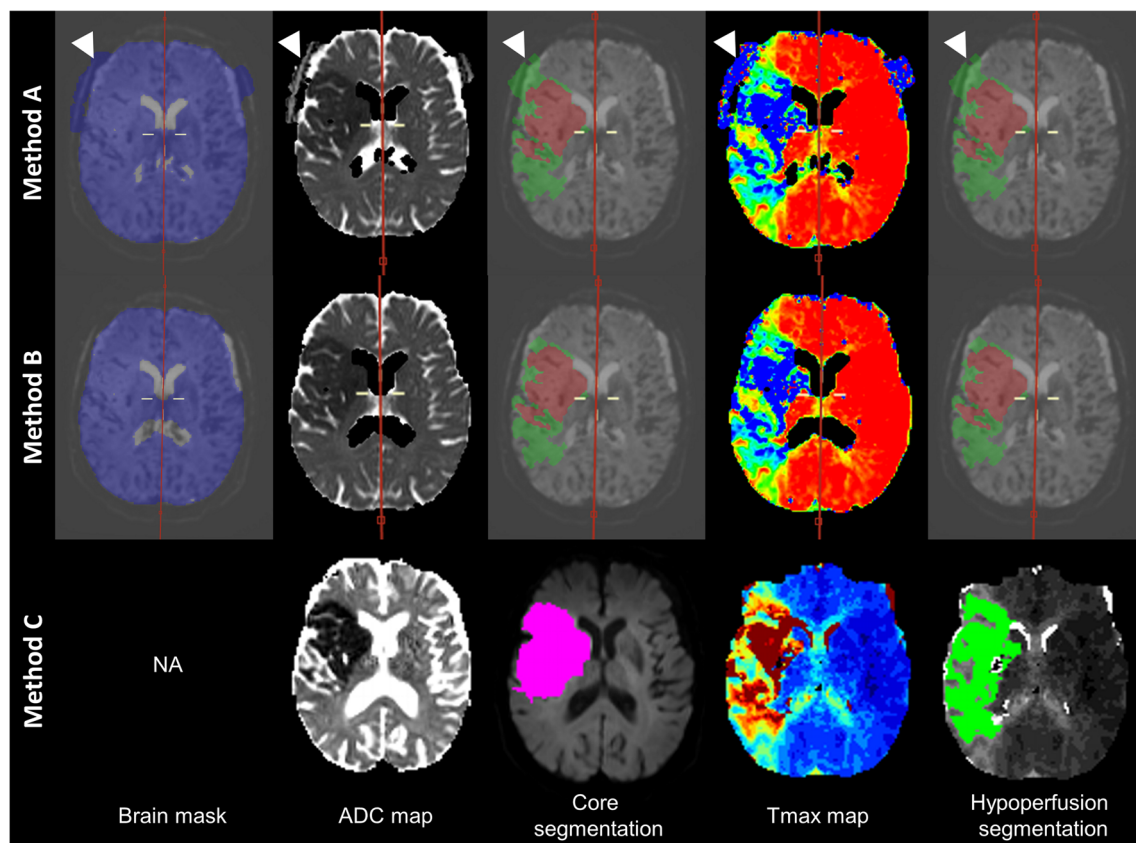 Method A
Method B
Method C
NA
Brain mask
ADC map
Core
segmentation
Tmax map
Hypoperfusion
segmentation